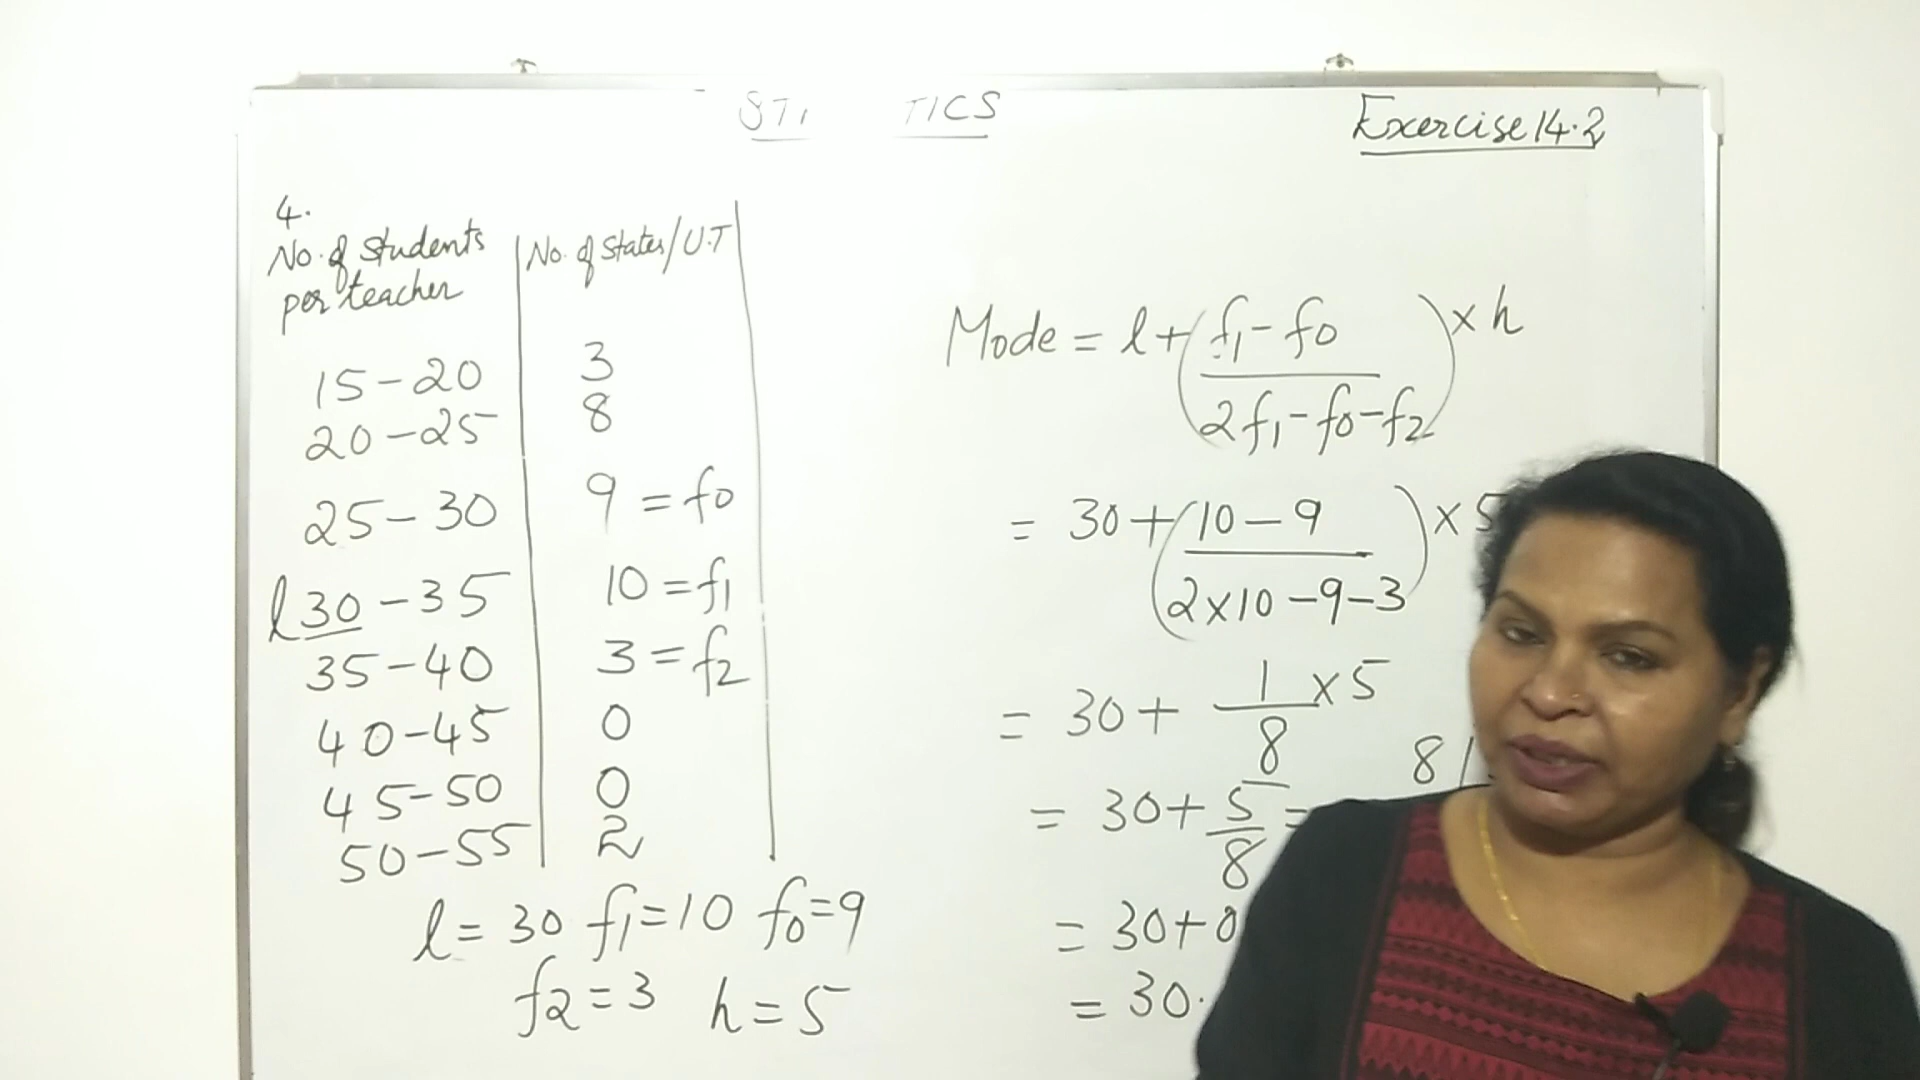 STI TICS
Exercise 14.2
4.
No. of students per teacher | No. of States/U.T
15-20 3
20-25 8
25-30 9 = f0
l 30-35 10 = f1
35-40 3 = f2
40-45 0
45-50 0
50-55 2
l = 30 f1 = 10 f0 = 9
f2 = 3 h = 5
Mode = l + (f1 - f0 / 2f1 - f0 - f2) × h
= 30 + (10 - 9 / 2×10 - 9 - 3) × 5
= 30 + 1/8 × 5
= 30 + 5/8 =
8
= 30 + 0
= 30.